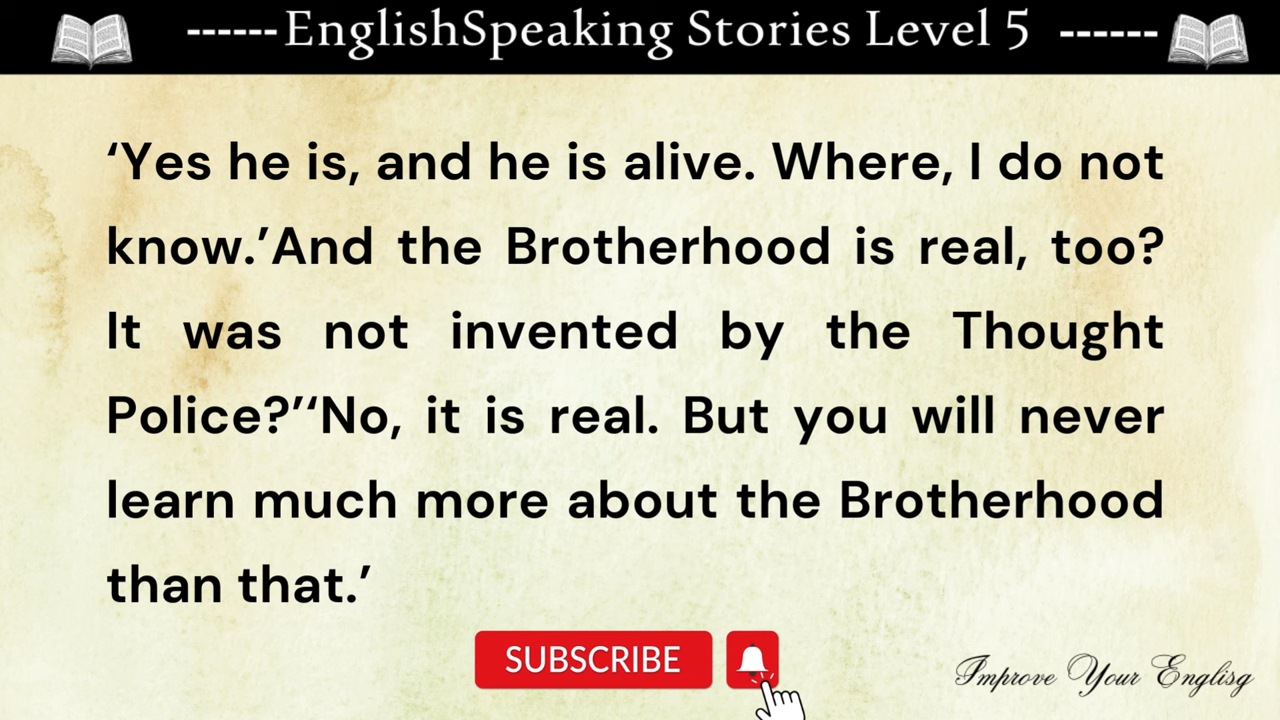 ------EnglishSpeaking Stories Level 5 ------
‘Yes he is, and he is alive. Where, I do not
know.’And the Brotherhood is real, too?
It was not invented by the Thought
Police?’‘No, it is real. But you will never
learn much more about the Brotherhood
than that.’
SUBSCRIBE
Improve Your Englisg